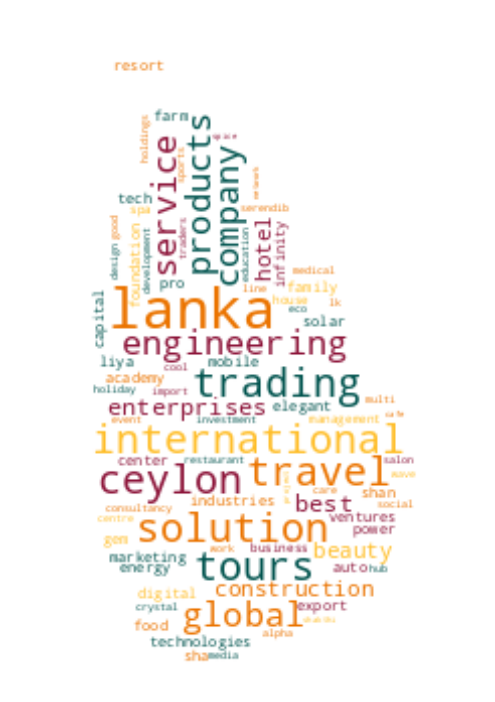 resort
farm
holdings
service
products
spice
company
sports
network
tech
spa
serendib
good
traders
hotel
infinity
education
foundation
development
design
pro
medical
line
family
house
lk
eco
capital
lanka
solar
engineering
liya
mobile
cool
academy
trading
holiday
import
multi
enterprises
elegant
cafe
event
investment
management
international
center
restaurant
salon
ceylon
travel
wave
project
care
shan
industries
best
social
consultancy
centre
ventures
solution
power
gem
work
business
beauty
marketing
tours
energy
auto
hub
construction
digital
crystal
export
global
food
alpha
technologies
sha
media